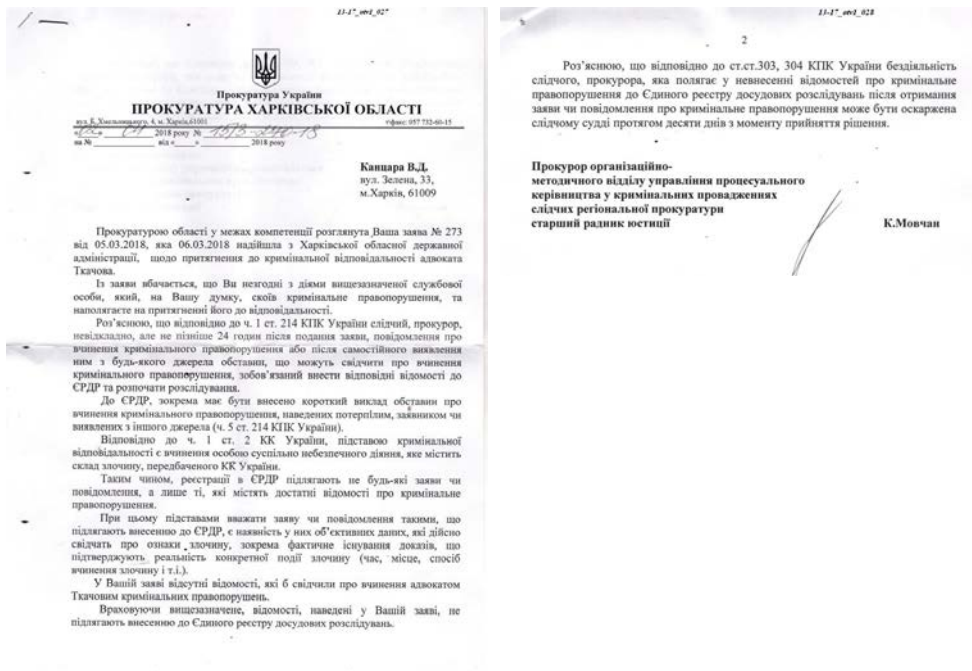 13-17_otvl_027
Прокуратура України
ПРОКУРАТУРА ХАРКІВСЬКОЇ ОБЛАСТІ
вул. Б. Хмельницького, 4, м. Харків, 61001 т/факс: 057 732-60-15
04 2018 року №
на № від « » 2018 року
Канцара В.Д.
вул. Зелена, 33,
м.Харків, 61009
Прокуратурою області у межах компетенції розглянута Ваша заява № 273
від 05.03.2018, яка 06.03.2018 надійшла з Харківської обласної державної
адміністрації, щодо притягнення до кримінальної відповідальності адвоката
Ткачова.
Із заяви вбачається, що Ви незгодні з діями вищезазначеної службової
особи, який, на Вашу думку, скоїв кримінальне правопорушення, та
наполягаєте на притягненні його до відповідальності.
Роз’яснюю, що відповідно до ч. 1 ст. 214 КПК України слідчий, прокурор,
невідкладно, але не пізніше 24 годин після подання заяви, повідомлення про
вчинення кримінального правопорушення або після самостійного виявлення
ним з будь-якого джерела обставин, що можуть свідчити про вчинення
кримінального правопорушення, зобов’язаний внести відповідні відомості до
ЄРДР та розпочати розслідування.
До ЄРДР, зокрема має бути внесено короткий виклад обставин про
вчинення кримінального правопорушення, наведених потерпілим, заявником чи
виявлених з іншого джерела (ч. 5 ст. 214 КПК України).
Відповідно до ч. 1 ст. 2 КК України, підставою кримінальної
відповідальності є вчинення особою суспільно небезпечного діяння, яке містить
склад злочину, передбаченого КК України.
Таким чином, реєстрації в ЄРДР підлягають не будь-які заяви чи
повідомлення, а лише ті, які містять достатні відомості про кримінальне
правопорушення.
При цьому підставами вважати заяву чи повідомлення такими, що
підлягають внесенню до ЄРДР, є наявність у них об’єктивних даних, які дійсно
свідчать про ознаки злочину, зокрема фактичне існування доказів, що
підтверджують реальність конкретної події злочину (час, місце, спосіб
вчинення злочину і т.і.).
У Вашій заяві відсутні відомості, які б свідчили про вчинення адвокатом
Ткачовим кримінальних правопорушень.
Враховуючи вищезазначене, відомості, наведені у Вашій заяві, не
підлягають внесенню до Єдиного реєстру досудових розслідувань.
13-17_otvl_028
2
Роз’яснюю, що відповідно до ст.ст.303, 304 КПК України бездіяльність
слідчого, прокурора, яка полягає у невнесенні відомостей про кримінальне
правопорушення до Єдиного реєстру досудових розслідувань після отримання
заяви чи повідомлення про кримінальне правопорушення може бути оскаржена
слідчому судді протягом десяти днів з моменту прийняття рішення.
Прокурор організаційно-
методичного відділу управління процесуального
керівництва у кримінальних провадженнях
слідчих регіональної прокуратури
старший радник юстиції К.Мовчан